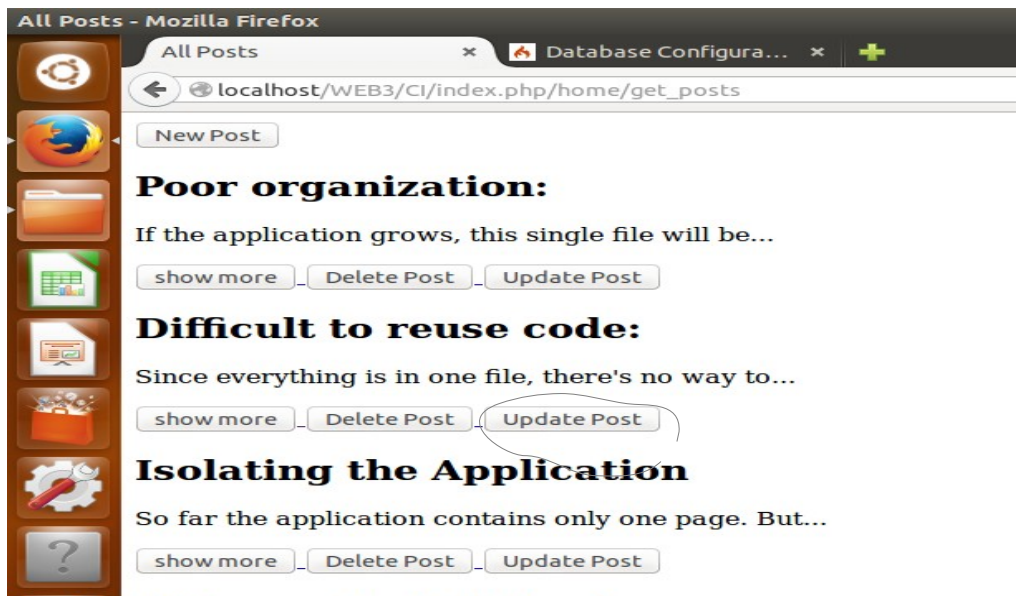 All Posts - Mozilla Firefox
All Posts
Database Configura...
localhost/WEB3/CI/index.php/home/get_posts
New Post
Poor organization:
If the application grows, this single file will be...
show more Delete Post Update Post
Difficult to reuse code:
Since everything is in one file, there's no way to...
show more Delete Post Update Post
Isolating the Application
So far the application contains only one page. But...
show more Delete Post Update Post